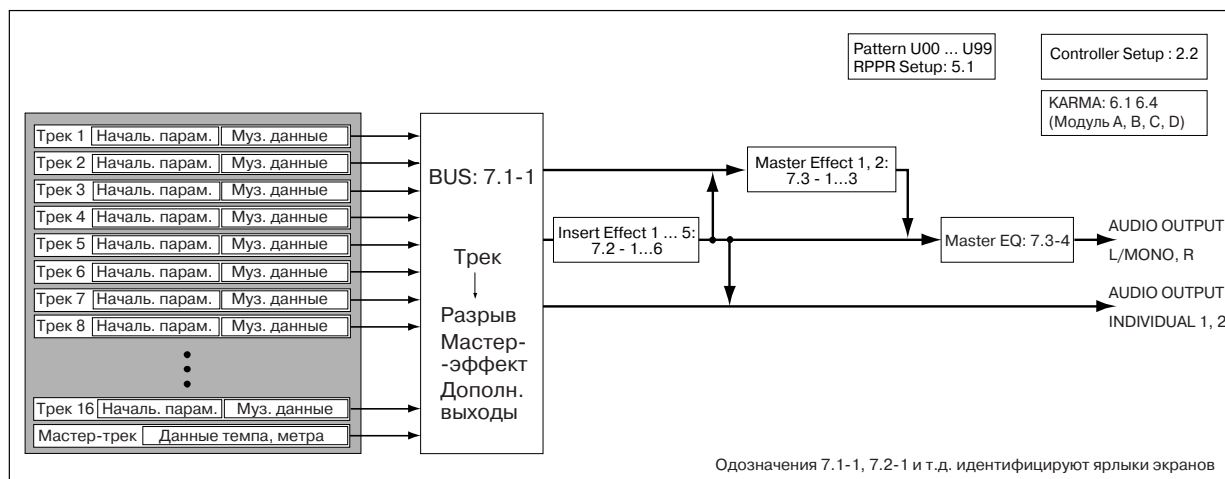 Pattern U00 ... U99
RPPR Setup: 5.1
Controller Setup : 2.2
KARMA: 6.1 6.4
(Модуль A, B, C, D)
Трек 1 Началь. парам. Муз. данные
Трек 2 Началь. парам. Муз. данные
Трек 3 Началь. парам. Муз. данные
Трек 4 Началь. парам. Муз. данные
Трек 5 Началь. парам. Муз. данные
Трек 6 Началь. парам. Муз. данные
Трек 7 Началь. парам. Муз. данные
Трек 8 Началь. парам. Муз. данные
Трек 16 Началь. парам. Муз. данные
Мастер-трек Данные темпа, метра
BUS: 7.1-1
Трек
Разрыв
Мастер-
-эффект
Дополн.
выходы
Insert Effect 1 ... 5:
7.2 - 1...6
Master Effect 1, 2:
7.3 - 1...3
Master EQ: 7.3-4
AUDIO OUTPUT
L/MONO, R
AUDIO OUTPUT
INDIVIDUAL 1, 2
Одозначения 7.1-1, 7.2-1 и т.д. идентифицируют ярлыки экранов